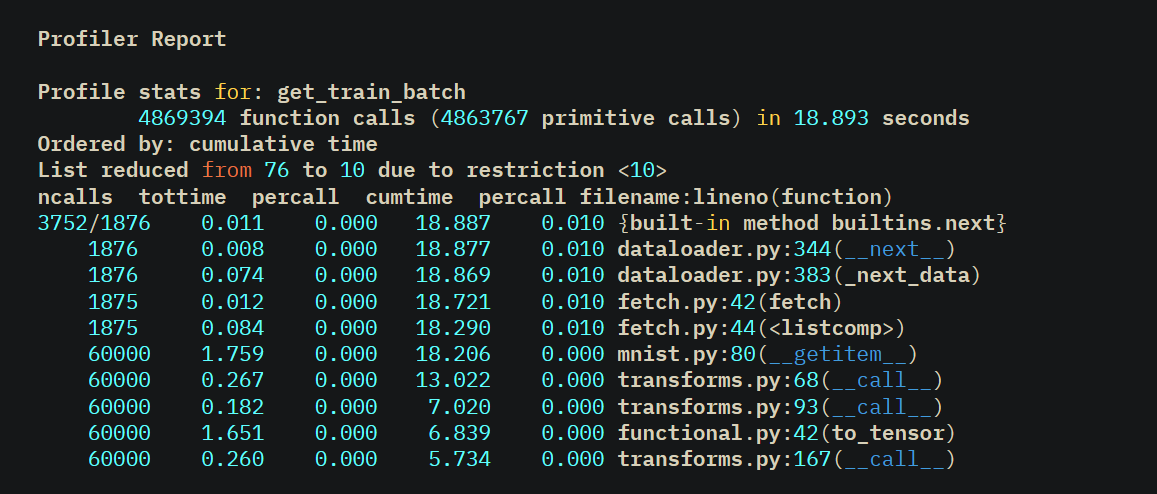 Profiler Report
Profile stats for: get_train_batch
4869394 function calls (4863767 primitive calls) in 18.893 seconds
Ordered by: cumulative time
List reduced from 76 to 10 due to restriction <10>
ncalls  tottime  percall  cumtime  percall filename:lineno(function)
3752/1876    0.011    0.000   18.887    0.010 {built-in method builtins.next}
1876    0.008    0.000   18.877    0.010 dataloader.py:344(__next__)
1876    0.074    0.000   18.869    0.010 dataloader.py:383(_next_data)
1875    0.012    0.000   18.721    0.010 fetch.py:42(fetch)
1875    0.084    0.000   18.290    0.010 fetch.py:44(<listcomp>)
60000    1.759    0.000   18.206    0.000 mnist.py:80(__getitem__)
60000    0.267    0.000   13.022    0.000 transforms.py:68(__call__)
60000    0.182    0.000    7.020    0.000 transforms.py:93(__call__)
60000    1.651    0.000    6.839    0.000 functional.py:42(to_tensor)
60000    0.260    0.000    5.734    0.000 transforms.py:167(__call__)